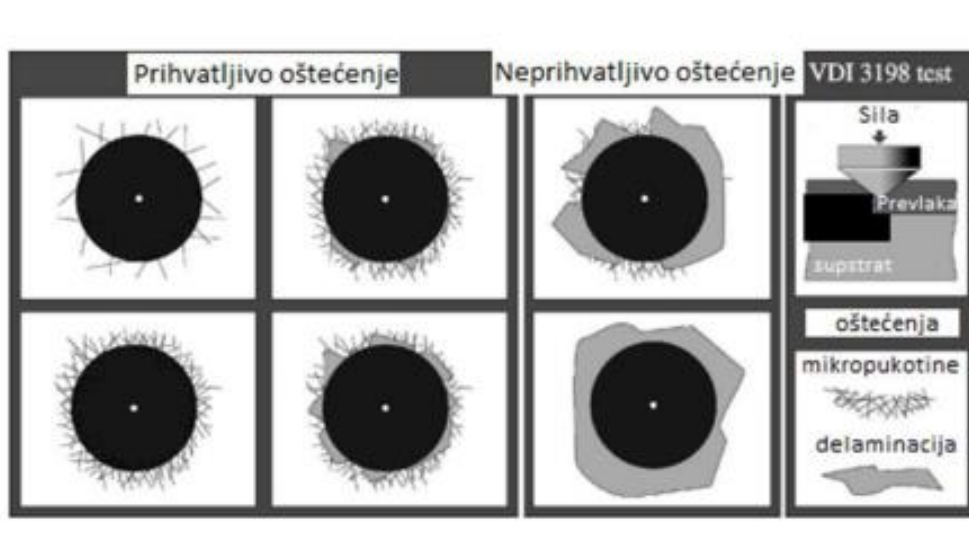 Prihvatljivo oštećenje
Neprihvatljivo oštećenje
VDI 3198 test
Sila
Prevlaka
supstrat
oštećenja
mikropukotine
delaminacija